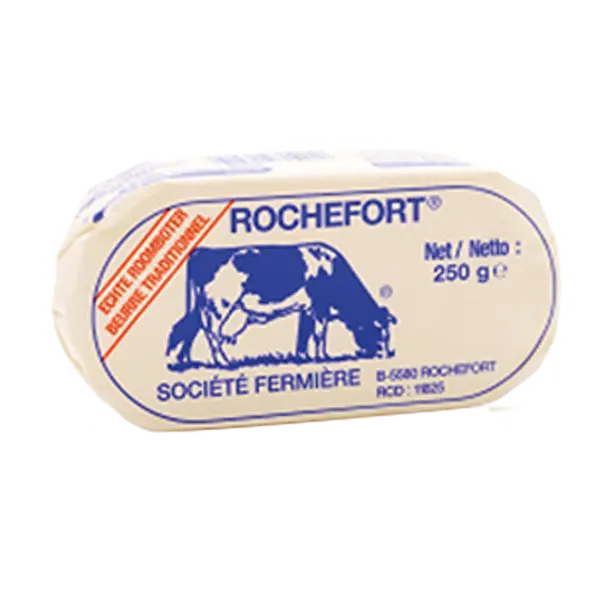 ECHTE ROOMBOTER
BEURRE TRADITIONNEL
ROCHEFORT®
Net / Netto :
250 g ℮
®
SOCIÉTÉ FERMIÈRE
B-5580 ROCHEFORT
RCD : 11825